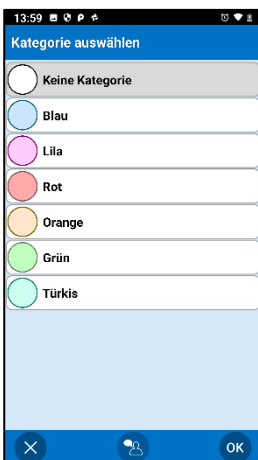 13:59
Kategorie auswählen
Keine Kategorie
Blau
Lila
Rot
Orange
Grün
Türkis
OK